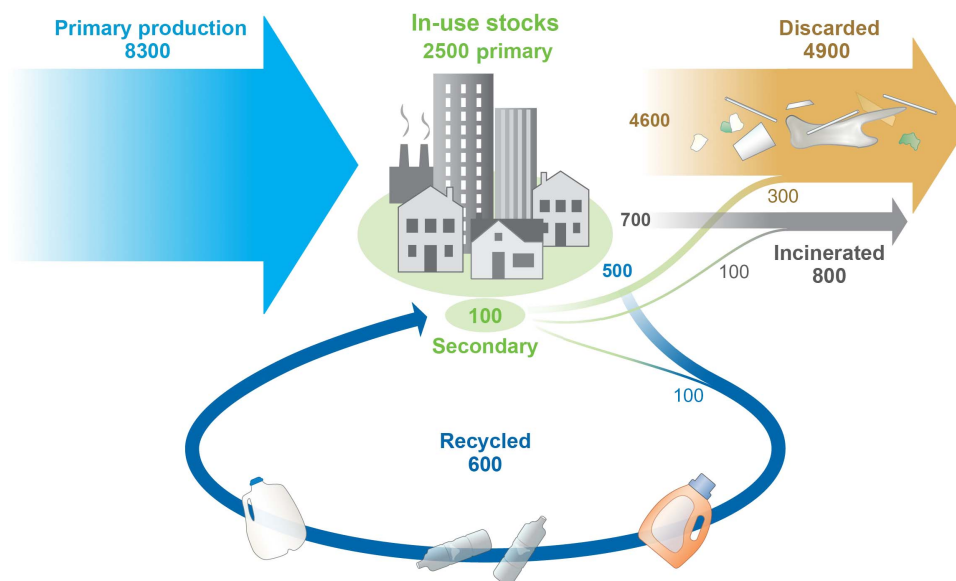 Primary production
8300
In-use stocks
2500 primary
Discarded
4900
4600
300
700
Incinerated
800
500
100
100
Secondary
100
Recycled
600